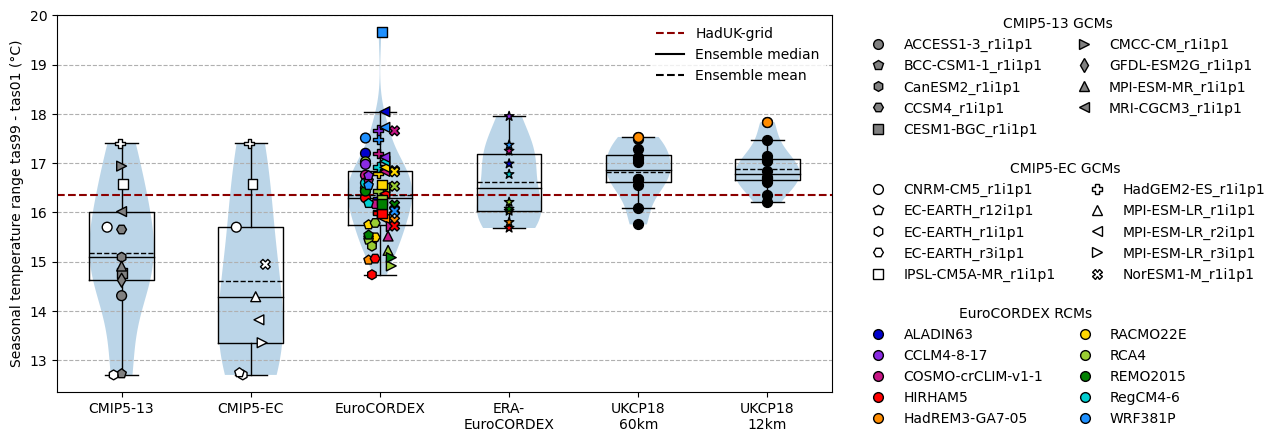 Seasonal temperature range tas99 - tas01 (°C)
20
19
18
17
16
15
14
13
HadUK-grid
Ensemble median
Ensemble mean
CMIP5-13
CMIP5-EC
EuroCORDEX
ERA-
EuroCORDEX
UKCP18
60km
UKCP18
12km
CMIP5-13 GCMs
ACCESS1-3_r1i1p1
BCC-CSM1-1_r1i1p1
CanESM2_r1i1p1
CCSM4_r1i1p1
CESM1-BGC_r1i1p1
CMCC-CM_r1i1p1
GFDL-ESM2G_r1i1p1
MPI-ESM-MR_r1i1p1
MRI-CGCM3_r1i1p1
CMIP5-EC GCMs
CNRM-CM5_r1i1p1
EC-EARTH_r12i1p1
EC-EARTH_r1i1p1
EC-EARTH_r3i1p1
IPSL-CM5A-MR_r1i1p1
HadGEM2-ES_r1i1p1
MPI-ESM-LR_r1i1p1
MPI-ESM-LR_r2i1p1
MPI-ESM-LR_r3i1p1
NorESM1-M_r1i1p1
EuroCORDEX RCMs
ALADIN63
CCLM4-8-17
COSMO-crCLIM-v1-1
HIRHAM5
HadREM3-GA7-05
RACMO22E
RCA4
REMO2015
RegCM4-6
WRF381P